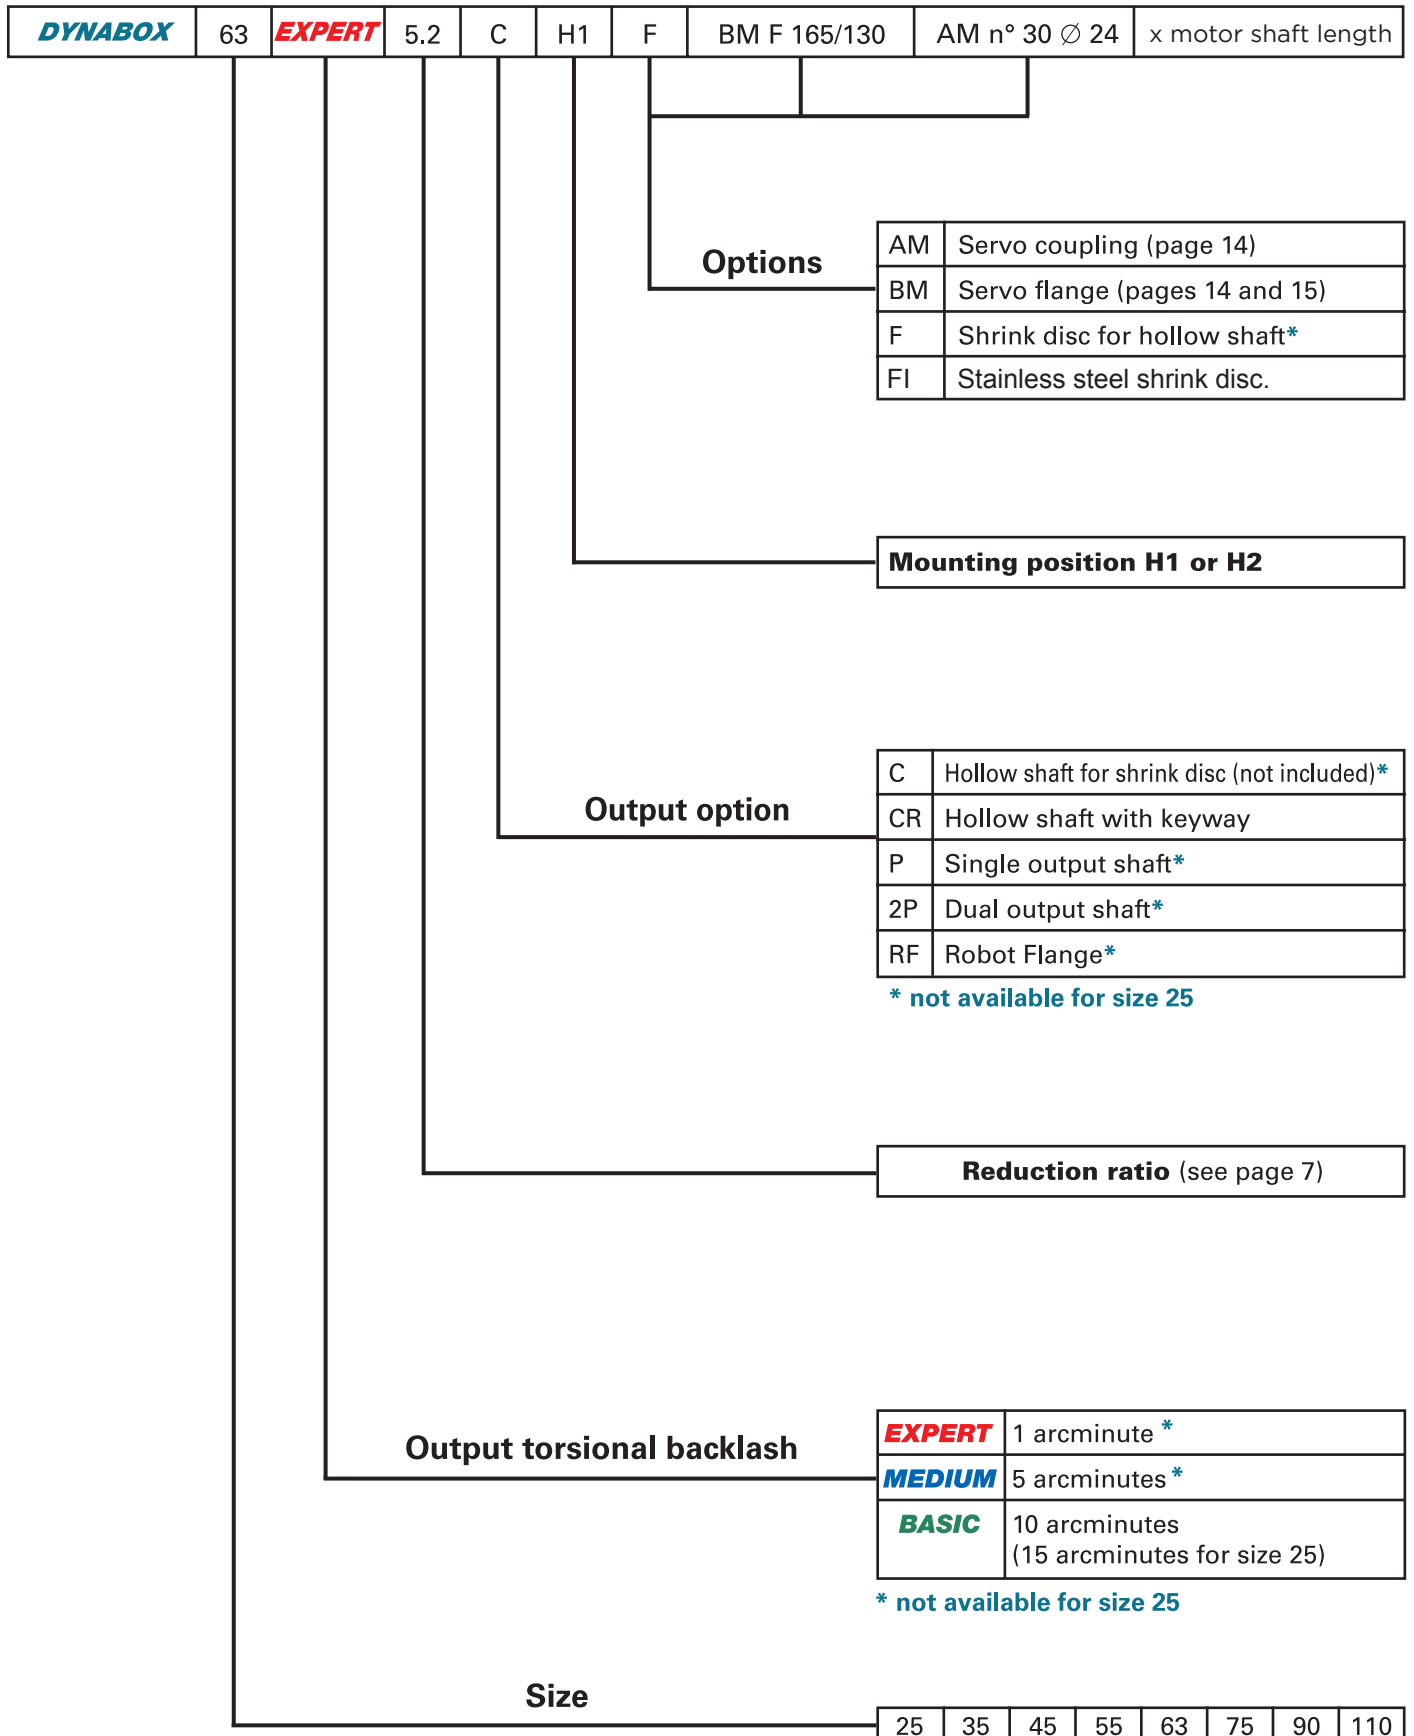 DYNABOX 63 EXPERT 5.2 C H1 F BM F 165/130 AM n° 30 ∅ 24 x motor shaft length
Options
AM Servo coupling (page 14)
BM Servo flange (pages 14 and 15)
F Shrink disc for hollow shaft*
FI Stainless steel shrink disc.
Mounting position H1 or H2
Output option
C Hollow shaft for shrink disc (not included)*
CR Hollow shaft with keyway
P Single output shaft*
2P Dual output shaft*
RF Robot Flange*
* not available for size 25
Reduction ratio (see page 7)
Output torsional backlash
EXPERT 1 arcminute *
MEDIUM 5 arcminutes *
BASIC 10 arcminutes
(15 arcminutes for size 25)
* not available for size 25
Size
25 35 45 55 63 75 90 110